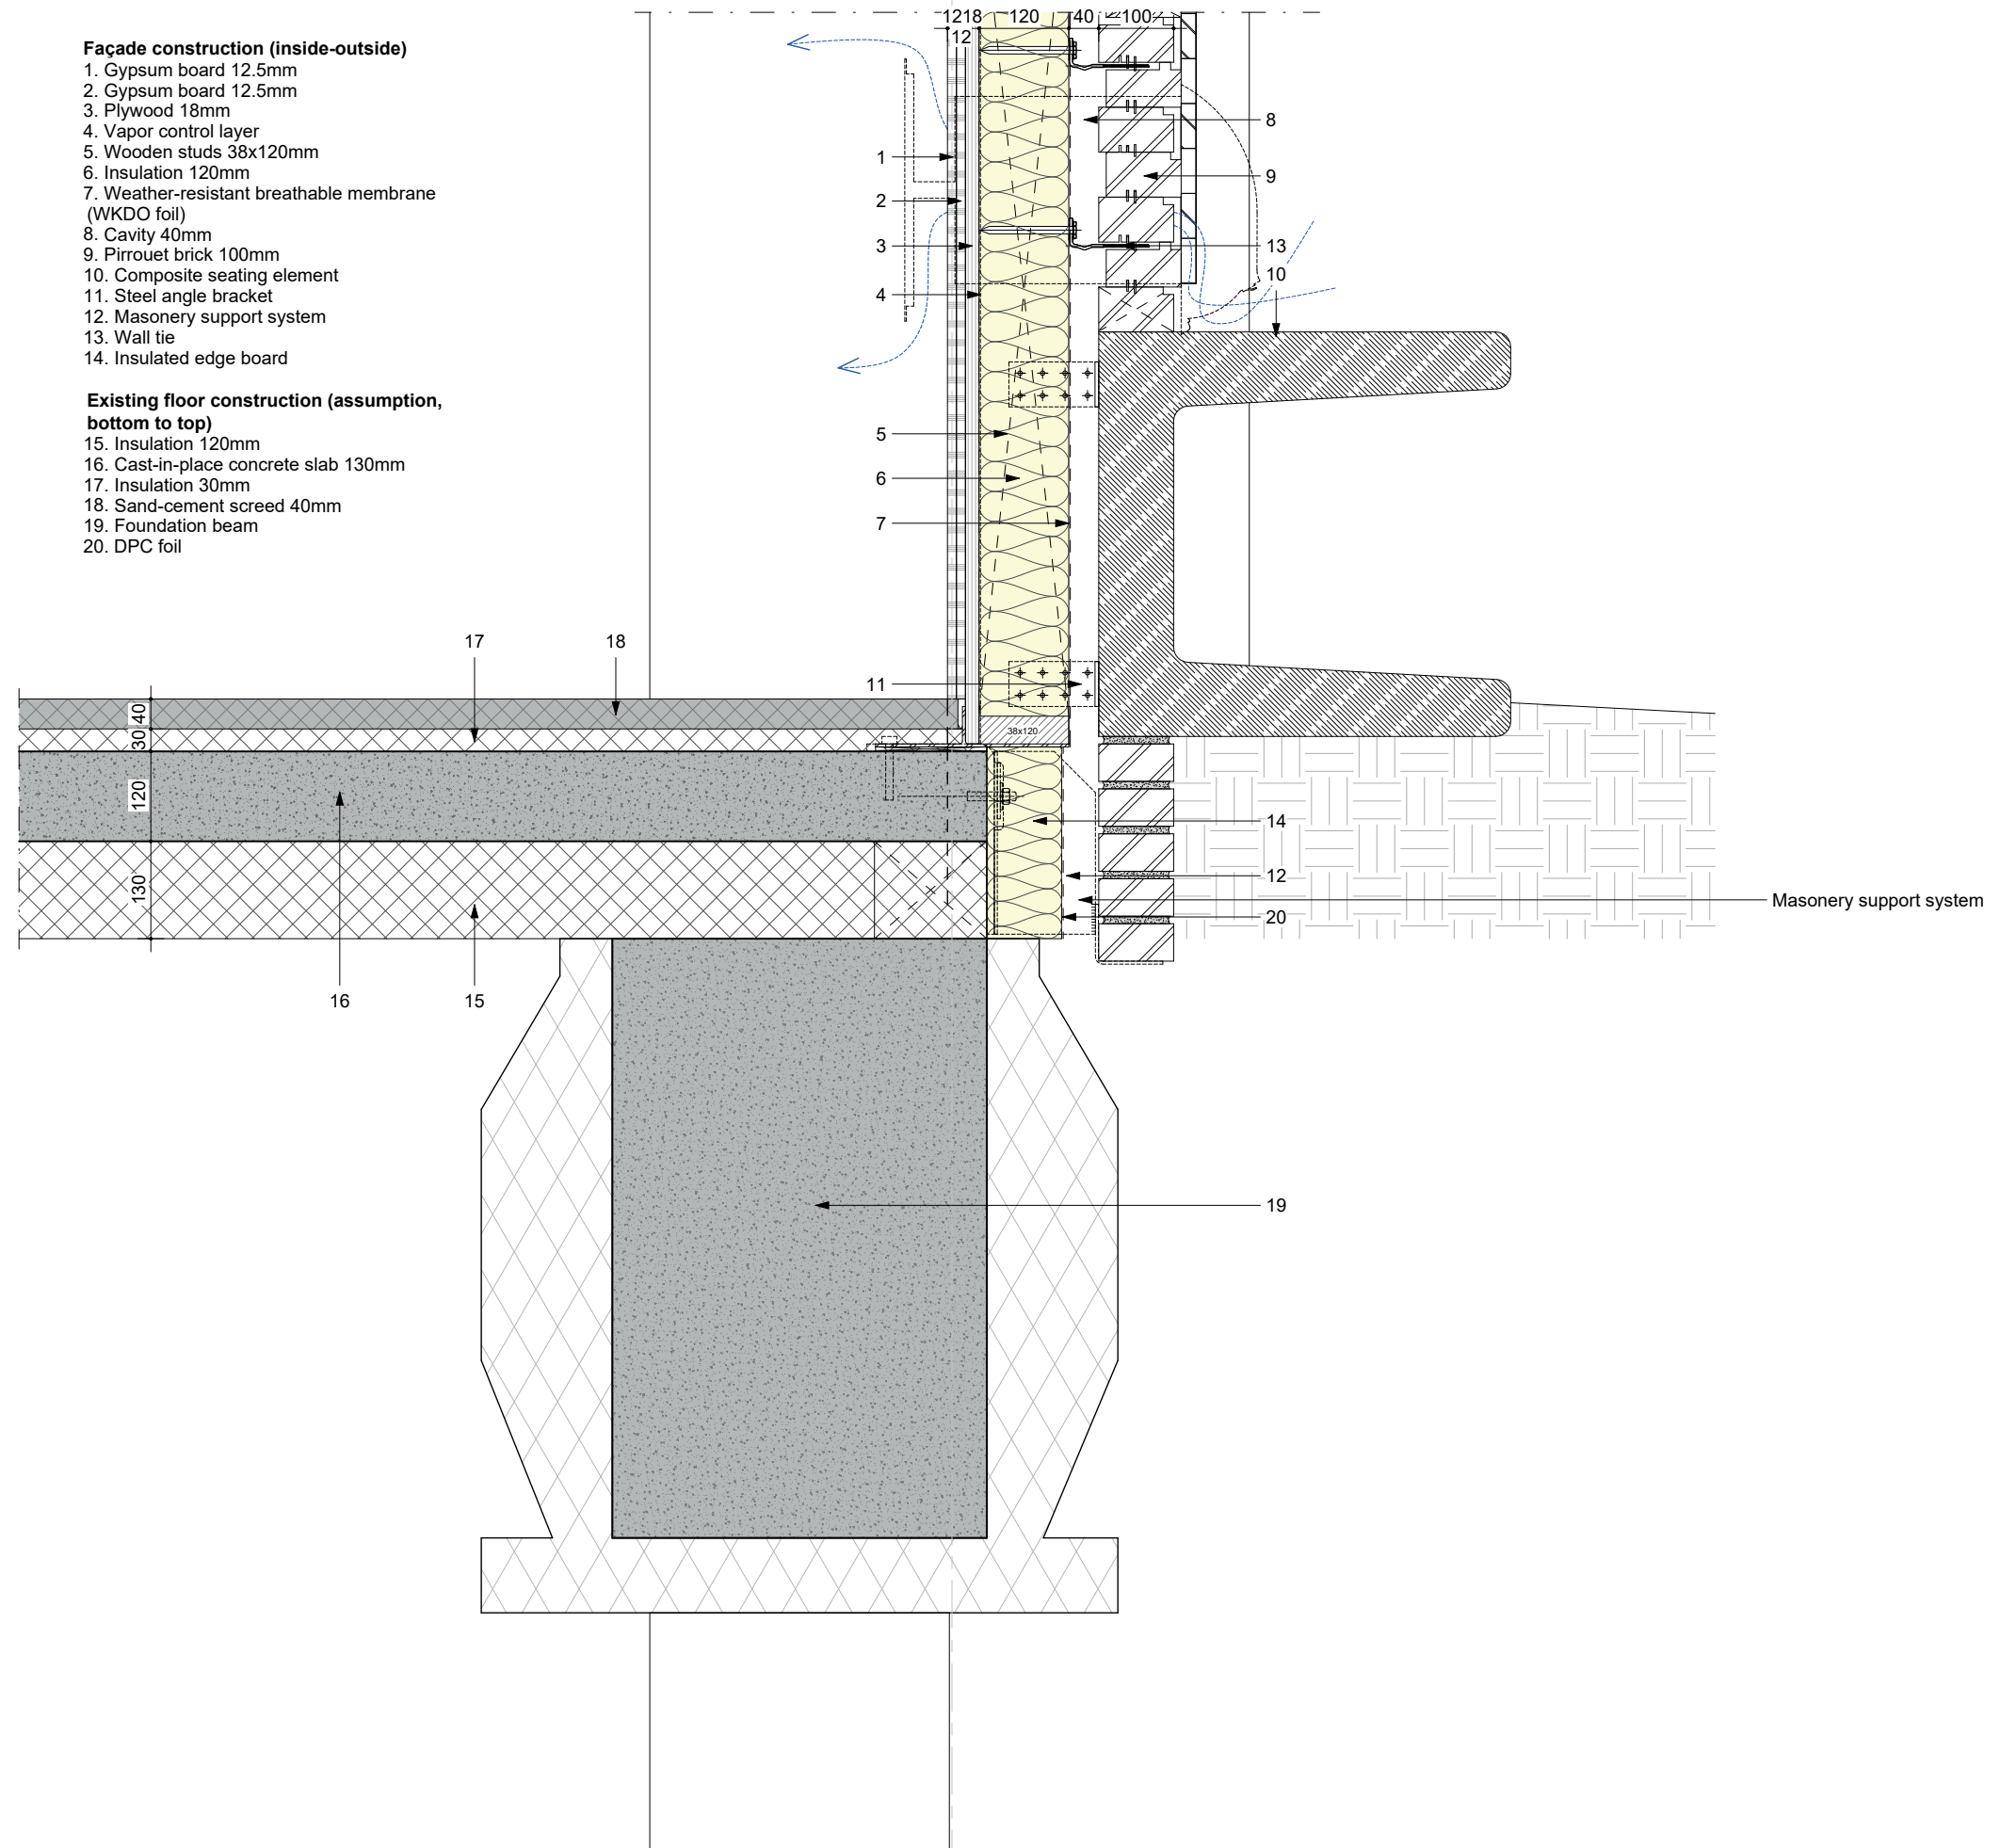 Façade construction (inside-outside)
1. Gypsum board 12.5mm
2. Gypsum board 12.5mm
3. Plywood 18mm
4. Vapor control layer
5. Wooden studs 38x120mm
6. Insulation 120mm
7. Weather-resistant breathable membrane
(WKDO foil)
8. Cavity 40mm
9. Pirrouet brick 100mm
10. Composite seating element
11. Steel angle bracket
12. Masonery support system
13. Wall tie
14. Insulated edge board
Existing floor construction (assumption,
bottom to top)
15. Insulation 120mm
16. Cast-in-place concrete slab 130mm
17. Insulation 30mm
18. Sand-cement screed 40mm
19. Foundation beam
20. DPC foil
12 18 120 40 100
12
8
1
9
2
3
13
10
4
5
6
7
17
18
11
40
30
38x120
120
14
12
130
Masonery support system
20
16
15
19